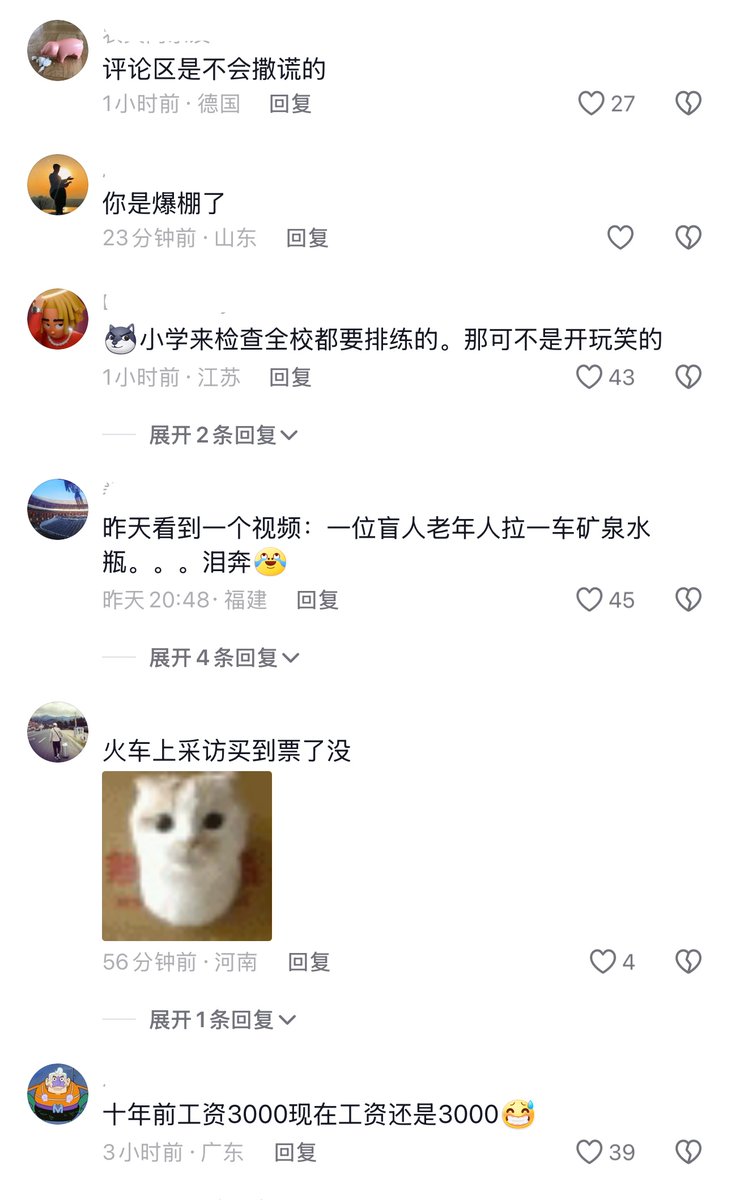 评论区是不会撒谎的
1小时前·德国 回复 27
你是爆棚了
23分钟前·山东 回复
小学来检查全校都要排练的。那可不是开玩笑的
1小时前·江苏 回复 43
展开2条回复
昨天看到一个视频：一位盲人老年人拉一车矿泉水
瓶。。。泪奔
昨天20:48·福建 回复 45
展开4条回复
火车上采访买到票了没
56分钟前·河南 回复 4
展开1条回复
十年前工资3000现在工资还是3000
3小时前·广东 回复 39